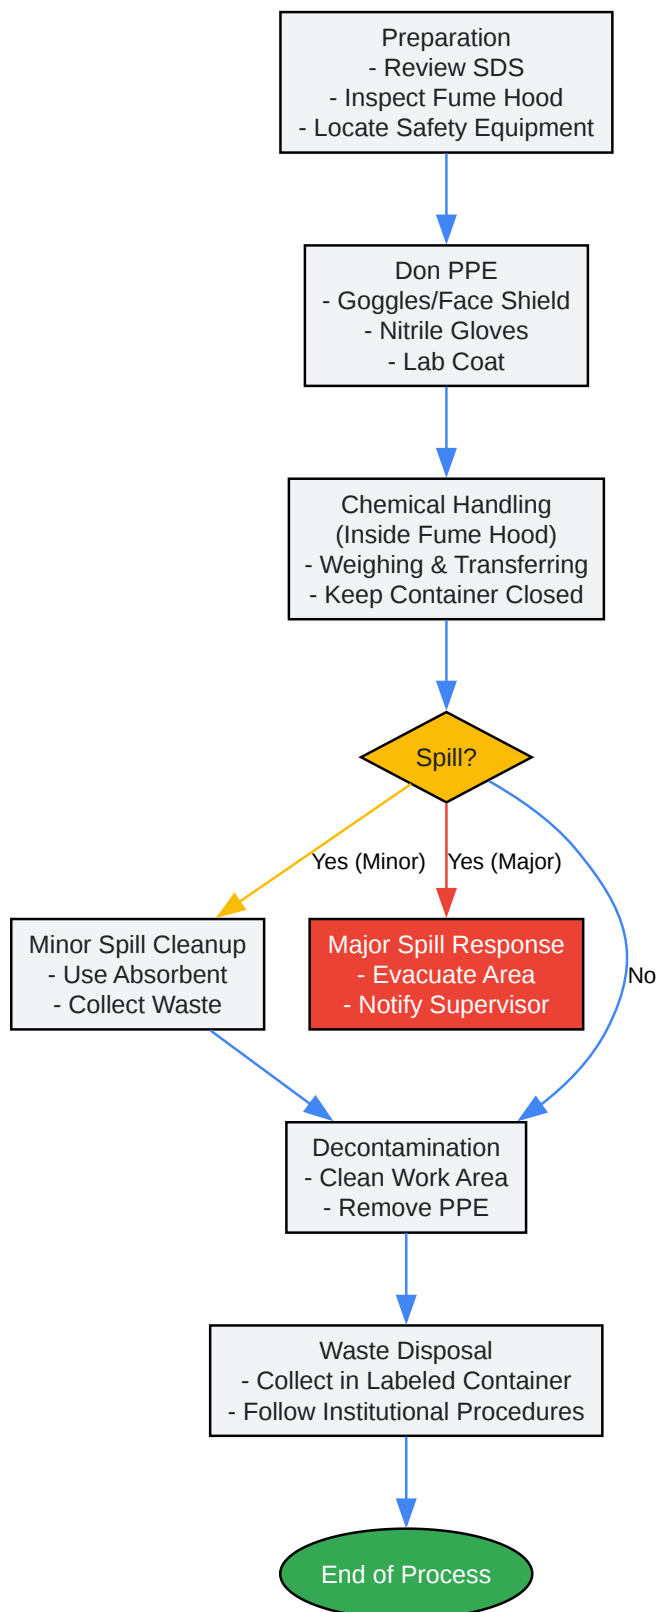 Preparation
- Review SDS
- Inspect Fume Hood
- Locate Safety Equipment
Don PPE
- Goggles/Face Shield
- Nitrile Gloves
- Lab Coat
Chemical Handling
(Inside Fume Hood)
- Weighing & Transferring
- Keep Container Closed
Spill?
Yes (Minor)
Yes (Major)
No
Minor Spill Cleanup
- Use Absorbent
- Collect Waste
Major Spill Response
- Evacuate Area
- Notify Supervisor
Decontamination
- Clean Work Area
- Remove PPE
Waste Disposal
- Collect in Labeled Container
- Follow Institutional Procedures
End of Process